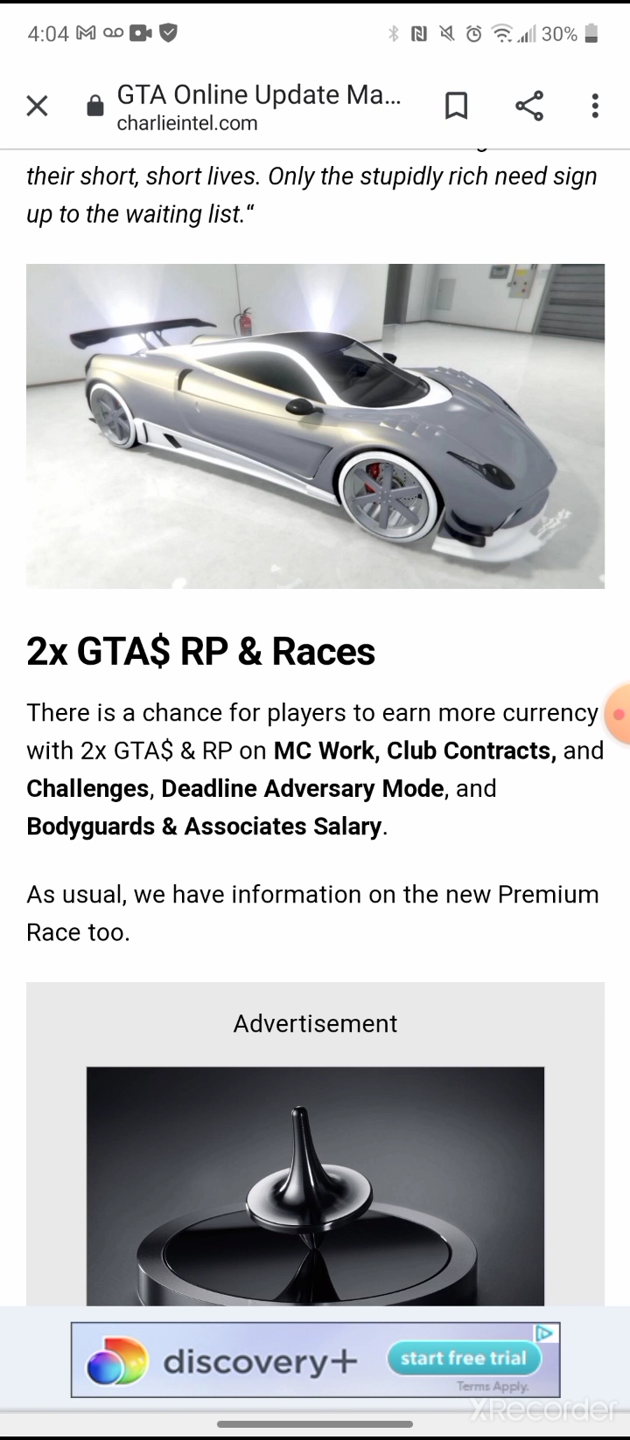 4:04
30%
GTA Online Update Ma...
charlieintel.com
their short, short lives. Only the stupidly rich need sign
up to the waiting list.“
2x GTA$ RP & Races
There is a chance for players to earn more currency
with 2x GTA$ & RP on MC Work, Club Contracts, and
Challenges, Deadline Adversary Mode, and
Bodyguards & Associates Salary.
As usual, we have information on the new Premium
Race too.
Advertisement
discovery+
start free trial
Terms Apply.
XRecorder